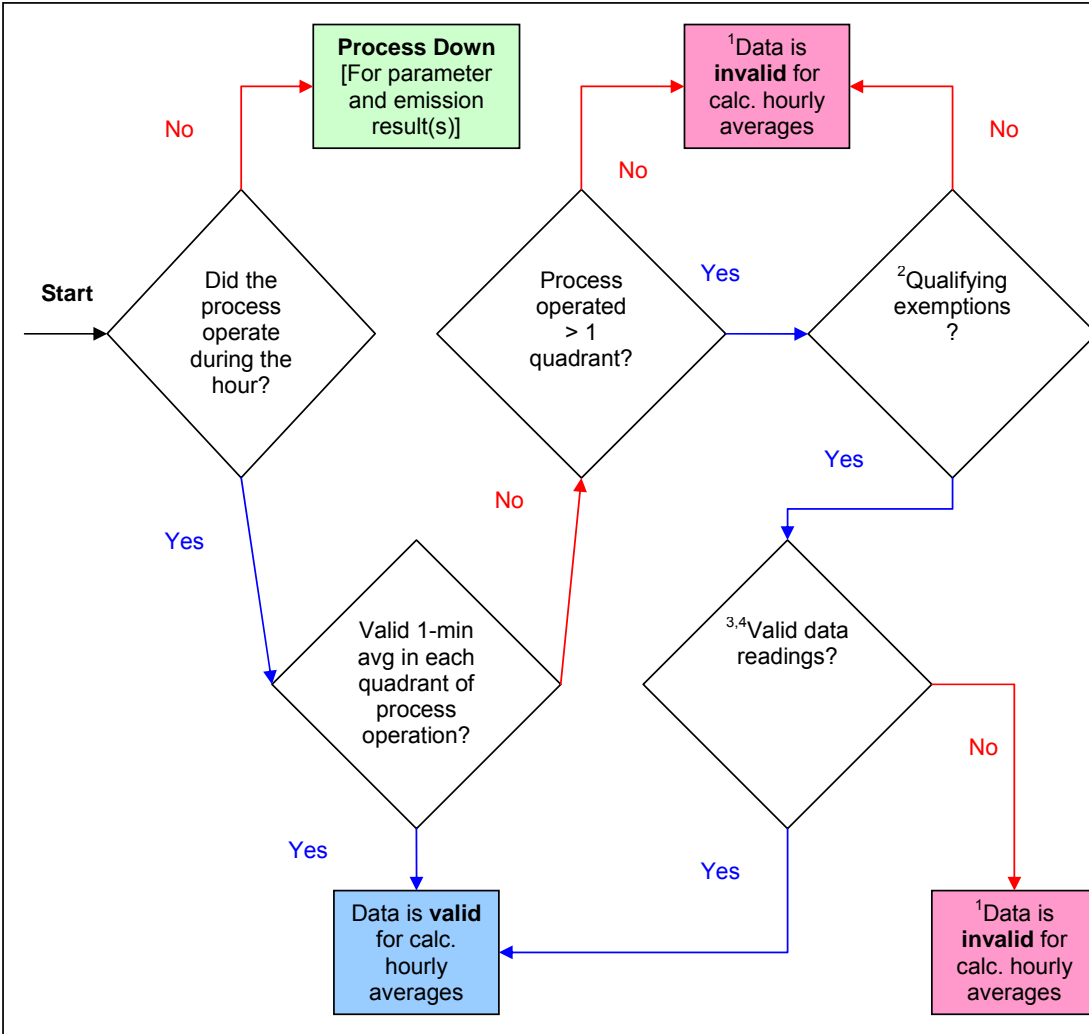 Process Down
[For parameter
and emission
result(s)]
¹Data is
invalid for
calc. hourly
averages
No
No
No
Start
Did the
process
operate
during the
hour?
Process
operated
> 1
quadrant?
Yes
²Qualifying
exemptions
?
Yes
No
Yes
Valid 1-min
avg in each
quadrant of
process
operation?
³,⁴Valid data
readings?
No
Yes
Yes
Data is valid
for calc.
hourly
averages
¹Data is
invalid for
calc. hourly
averages